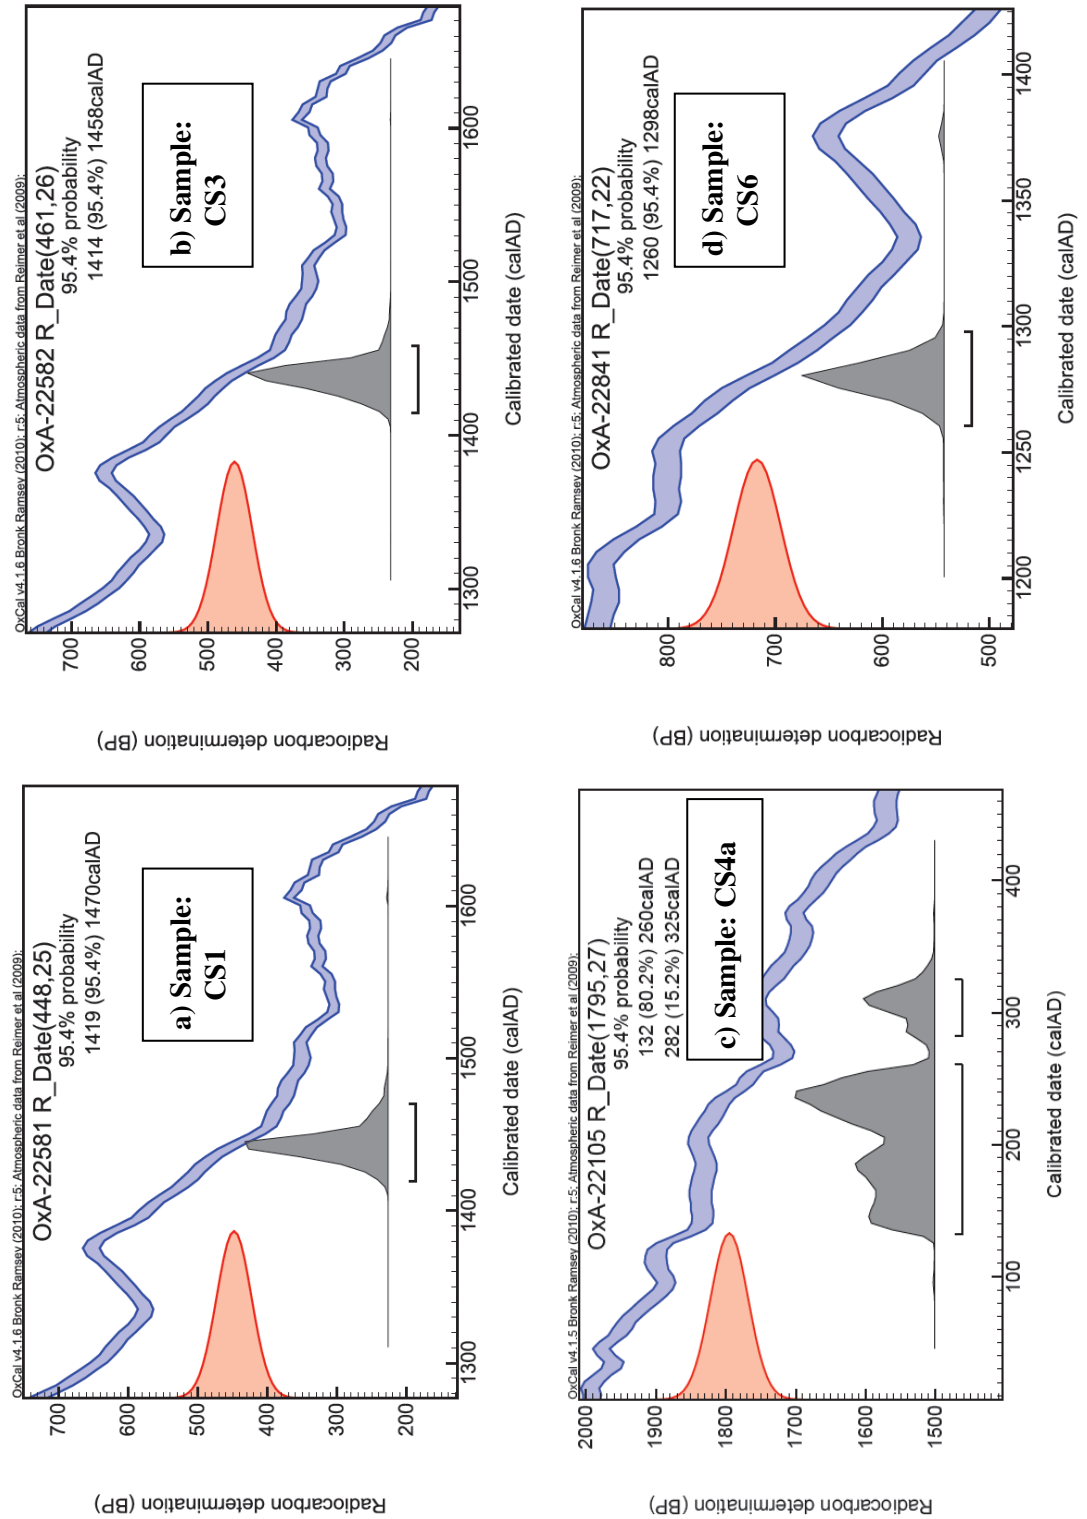 OxCal v4.1.6 Bronk Ramsey (2010); r:5; Atmospheric data from Reimer et al (2009);
OxA-22581 R_Date(448,25)
95.4% probability
1419 (95.4%) 1470calAD
a) Sample:
CS1
Radiocarbon determination (BP)
700
600
500
400
300
200
1300
1400
1500
1600
Calibrated date (calAD)
OxCal v4.1.6 Bronk Ramsey (2010); r:5; Atmospheric data from Reimer et al (2009);
OxA-22582 R_Date(461,26)
95.4% probability
1414 (95.4%) 1458calAD
b) Sample:
CS3
Radiocarbon determination (BP)
700
600
500
400
300
200
1300
1400
1500
1600
Calibrated date (calAD)
OxCal v4.1.5 Bronk Ramsey (2010); r:5; Atmospheric data from Reimer et al (2009);
OxA-22105 R_Date(1795,27)
95.4% probability
132 (80.2%) 260calAD
282 (15.2%) 325calAD
c) Sample: CS4a
Radiocarbon determination (BP)
2000
1900
1800
1700
1600
1500
100
200
300
400
Calibrated date (calAD)
OxCal v4.1.6 Bronk Ramsey (2010); r:5; Atmospheric data from Reimer et al (2009);
OxA-22841 R_Date(717,22)
95.4% probability
1260 (95.4%) 1298calAD
d) Sample:
CS6
Radiocarbon determination (BP)
800
700
600
500
1200
1250
1300
1350
1400
Calibrated date (calAD)